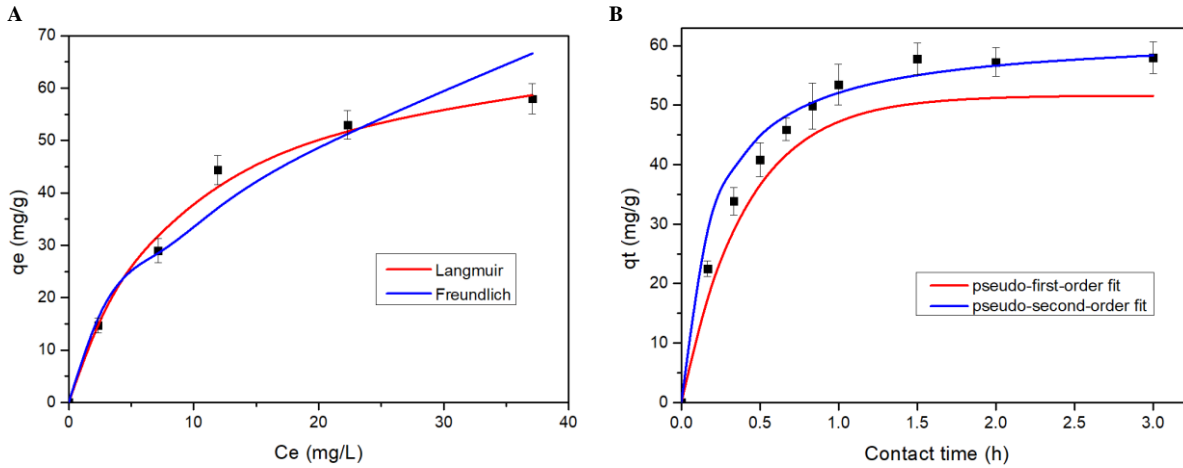 A
70
60
50
40
30
20
10
0
qe (mg/g)
Langmuir
Freundlich
0
10
20
30
40
Ce (mg/L)
B
60
50
40
30
20
10
0
qt (mg/g)
pseudo-first-order fit
pseudo-second-order fit
0.0
0.5
1.0
1.5
2.0
2.5
3.0
Contact time (h)